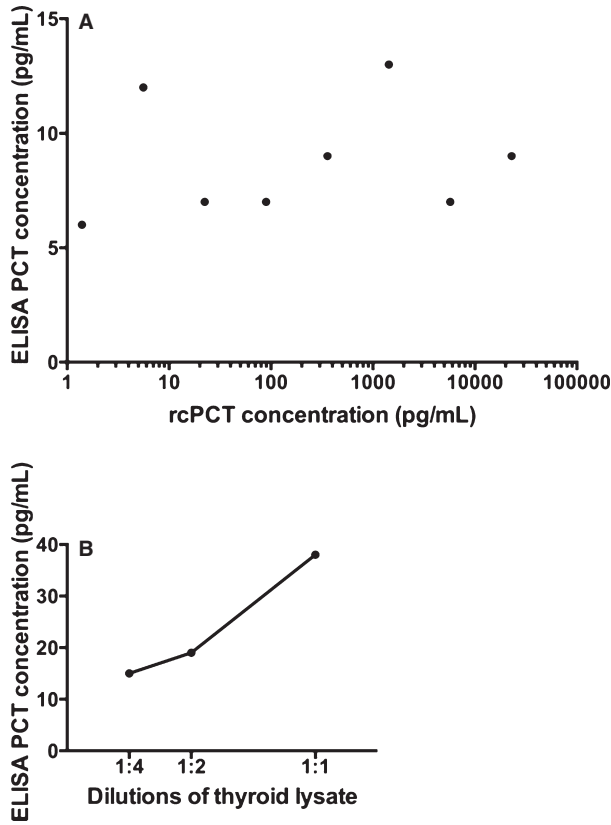 A
ELISA PCT concentration (pg/mL)
15
10
5
0
1 10 100 1000 10000 100000
rcPCT concentration (pg/mL)
B
ELISA PCT concentration (pg/mL)
40
30
20
10
0
1:4 1:2 1:1
Dilutions of thyroid lysate